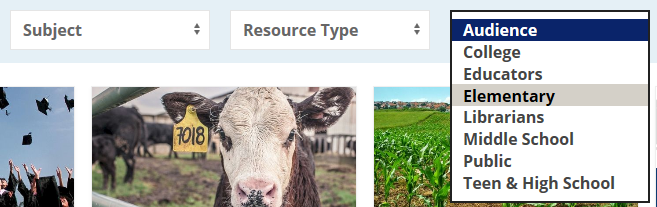 Subject
Resource Type
Audience
College
Educators
Elementary
Librarians
Middle School
Public
Teen & High School
7018